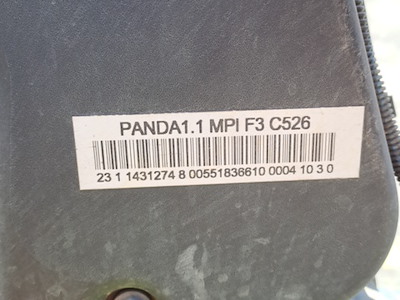 PANDA1.1 MPI F3 C526
23 1 1431274 8 00551836610 0004 10 3 0